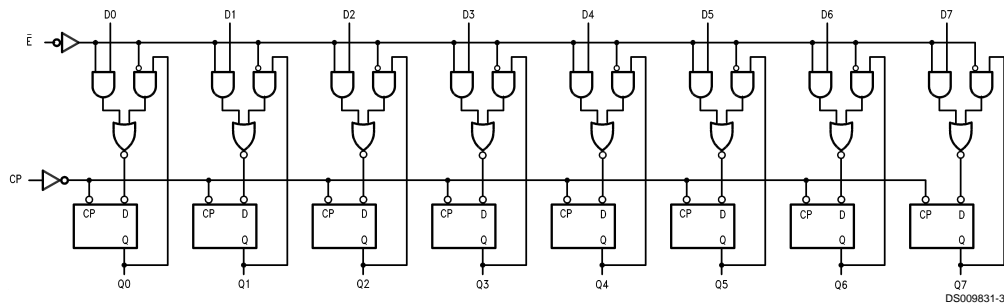 D0 D1 D2 D3 D4 D5 D6 D7
E̅
CP
CP D CP D CP D CP D CP D CP D CP D CP D
Q Q Q Q Q Q Q Q
Q0 Q1 Q2 Q3 Q4 Q5 Q6 Q7
DS009831-3